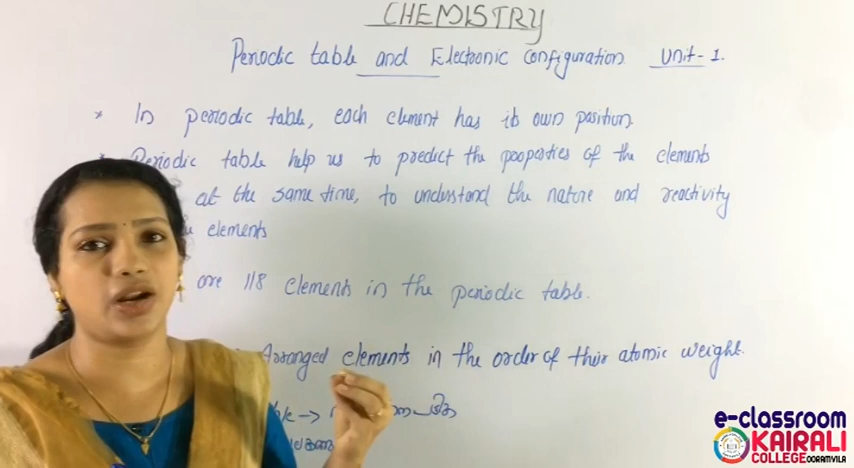 CHEMISTRY
Periodic table and Electronic configuration Unit-1.
* In periodic table, each element has its own position
* Periodic table help us to predict the properties of the elements
at the same time, to understand the nature and reactivity
elements
are 118 elements in the periodic table.
Arranged elements in the order of their atomic weight.
e-classroom
KAIRALI
COLLEGE OORAMVILA